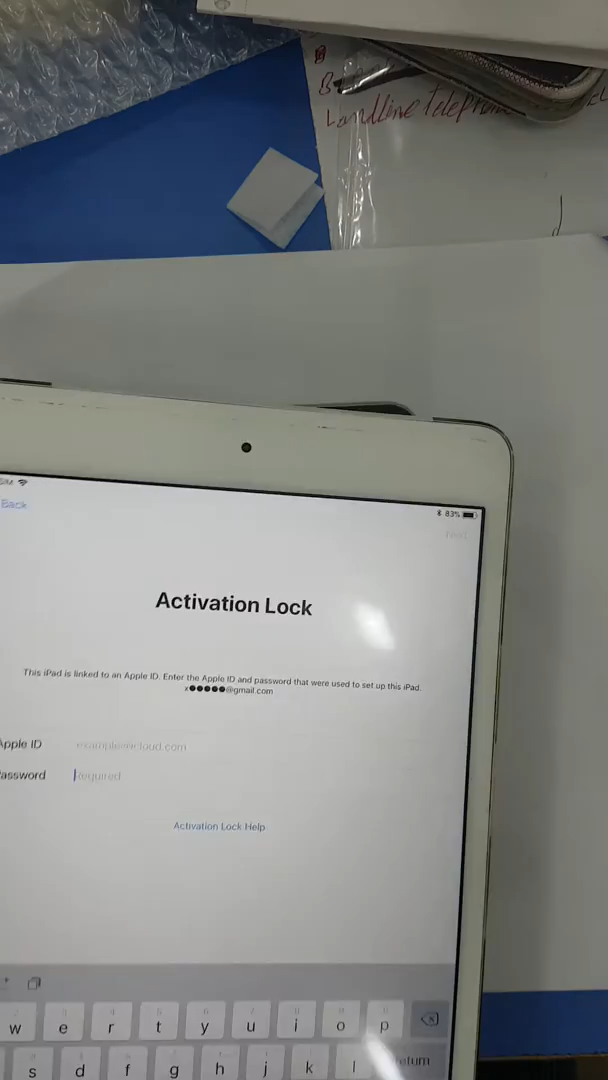 Landline
Back
83%
Next
Activation Lock
This iPad is linked to an Apple ID. Enter the Apple ID and password that were used to set up this iPad.
x●●●●●@gmail.com
Apple ID example@icloud.com
Password Required
Activation Lock Help
w e r t y u i o p
s d f g h j k l return